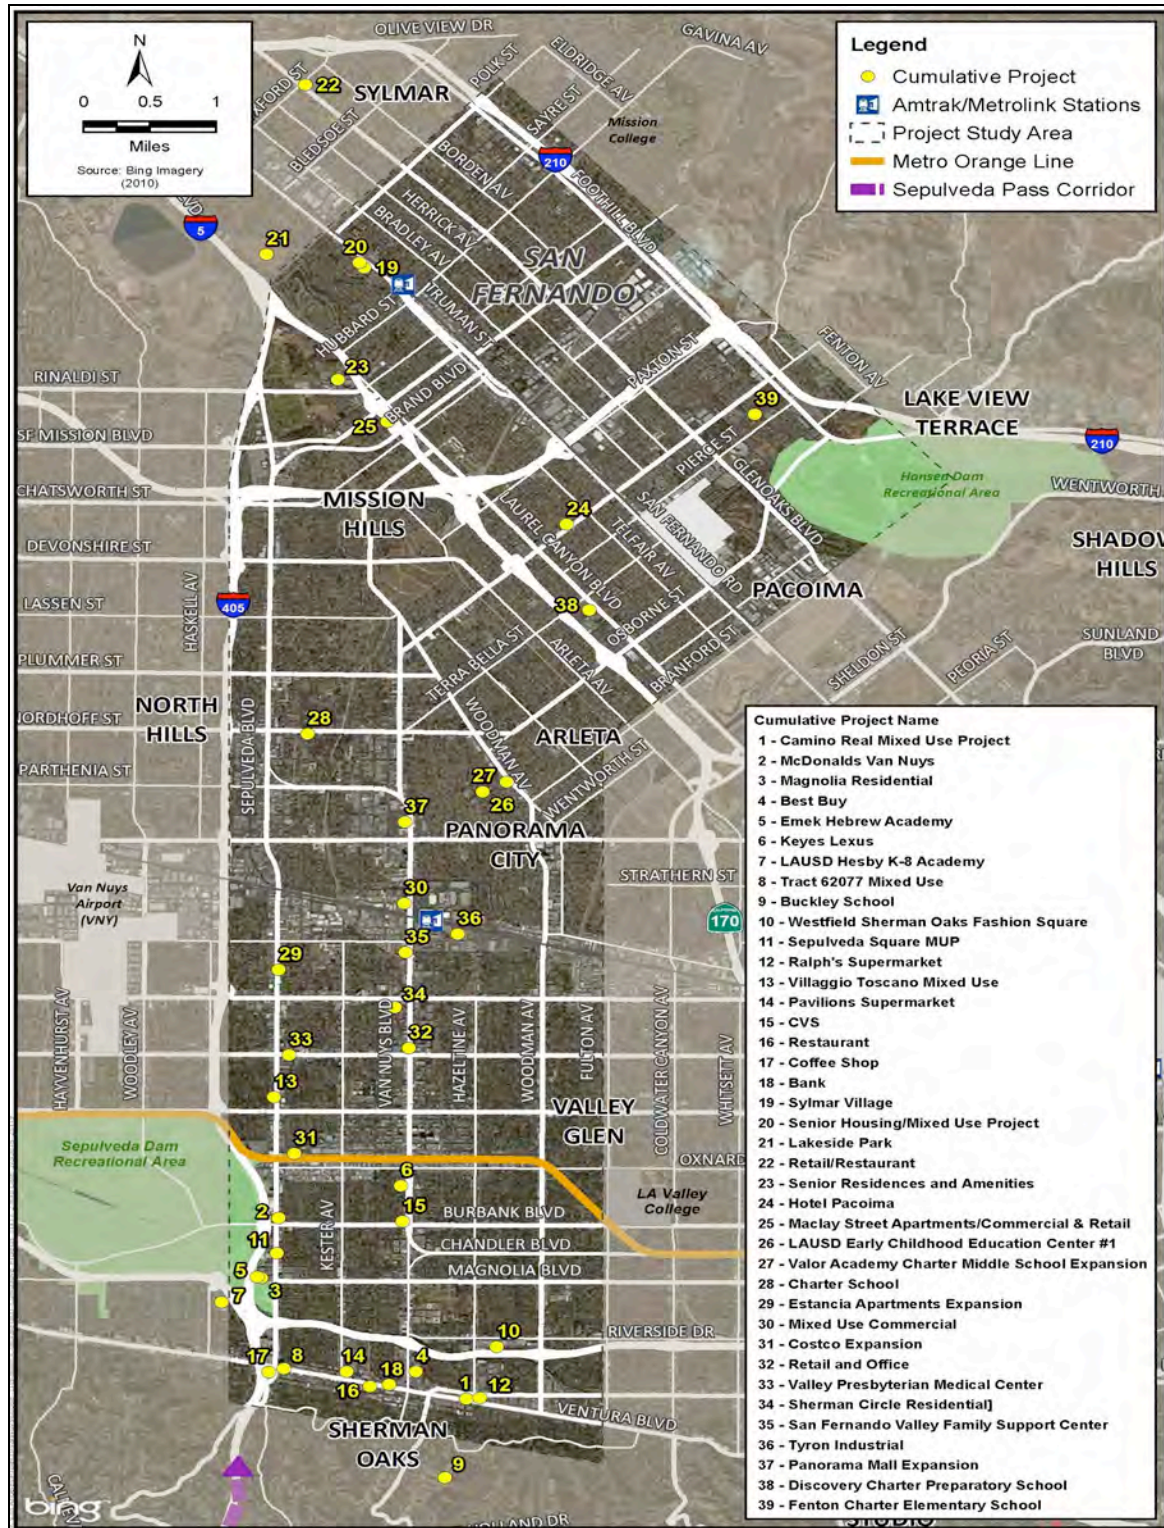 N
0 0.5 1
Miles
Source: Bing Imagery
(2010)
Legend
Cumulative Project
Amtrak/Metrolink Stations
Project Study Area
Metro Orange Line
Sepulveda Pass Corridor
OLIVE VIEW DR
GAVINA AV
ELDRIDGE AV
POLK ST
SAYRE ST
22
SYLMAR
BLEDSOE ST
Mission
College
BORDEN AV
210
FOOTHILL BLVD
HERRICK AV
BRADLEY AV
5
21
20
19
SAN
FERNANDO
HUBBARD ST
TRUMAN ST
FENTON AV
PAXTON ST
RINALDI ST
23
BRAND BLVD
39
LAKE VIEW
TERRACE
SF MISSION BLVD
25
PIERCE ST
210
GLENOAKS BLVD
Hansen Dam
Recreational Area
CHATSWORTH ST
WENTWORTH
MISSION
HILLS
24
LAUREL CANYON BLVD
TELFAIR AV
SAN FERNANDO RD
DEVONSHIRE ST
SHADOW
HILLS
HASKELL AV
PACOIMA
LASSEN ST
405
38
OSBORNE ST
TERRA BELLA ST
ARLETA AV
BRANFORD ST
SHELDON ST
PEORIA ST
SUNLAND
BLVD
PLUMMER ST
NORTH
HILLS
SEPULVEDA BLVD
NORDHOFF ST
28
WOODMAN AV
ARLETA
PARTHENIA ST
27
26
WENTWORTH ST
37
PANORAMA
CITY
STRATHERN ST
Van Nuys
Airport
(VNY)
30
36
35
170
29
34
HAYVENHURST AV
WOODLEY AV
VAN NUYS BLVD
32
HAZELTINE AV
WOODMAN AV
FULTON AV
COLDWATER CANYON AV
WHITSETT AV
33
13
VALLEY
GLEN
Sepulveda Dam
Recreational Area
31
OXNARD
6
LA Valley
College
KESTER AV
2
15
BURBANK BLVD
11
CHANDLER BLVD
5
3
MAGNOLIA BLVD
7
10
RIVERSIDE DR
17
8
14
18
4
16
1
12
VENTURA BLVD
SHERMAN
OAKS
9
bing
Cumulative Project Name
1 - Camino Real Mixed Use Project
2 - McDonalds Van Nuys
3 - Magnolia Residential
4 - Best Buy
5 - Emek Hebrew Academy
6 - Keyes Lexus
7 - LAUSD Hesby K-8 Academy
8 - Tract 62077 Mixed Use
9 - Buckley School
10 - Westfield Sherman Oaks Fashion Square
11 - Sepulveda Square MUP
12 - Ralph's Supermarket
13 - Villaggio Toscano Mixed Use
14 - Pavilions Supermarket
15 - CVS
16 - Restaurant
17 - Coffee Shop
18 - Bank
19 - Sylmar Village
20 - Senior Housing/Mixed Use Project
21 - Lakeside Park
22 - Retail/Restaurant
23 - Senior Residences and Amenities
24 - Hotel Pacoima
25 - Maclay Street Apartments/Commercial & Retail
26 - LAUSD Early Childhood Education Center #1
27 - Valor Academy Charter Middle School Expansion
28 - Charter School
29 - Estancia Apartments Expansion
30 - Mixed Use Commercial
31 - Costco Expansion
32 - Retail and Office
33 - Valley Presbyterian Medical Center
34 - Sherman Circle Residential]
35 - San Fernando Valley Family Support Center
36 - Tyron Industrial
37 - Panorama Mall Expansion
38 - Discovery Charter Preparatory School
39 - Fenton Charter Elementary School